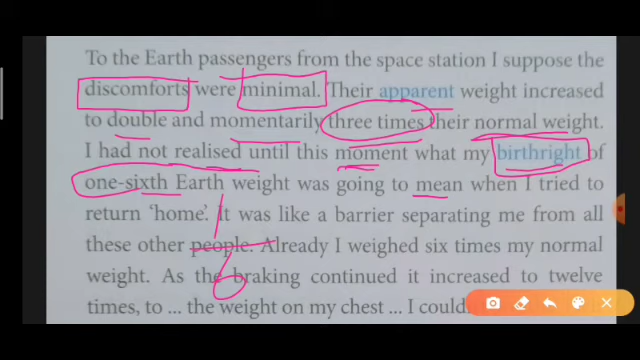 To the Earth passengers from the space station I suppose the
discomforts were minimal. Their apparent weight increased
to double and momentarily three times their normal weight.
I had not realised until this moment what my birthright of
one-sixth Earth weight was going to mean when I tried to
return 'home'. It was like a barrier separating me from all
these other people. Already I weighed six times my normal
weight. As the braking continued it increased to twelve
times, to ... the weight on my chest ... I could
1
6